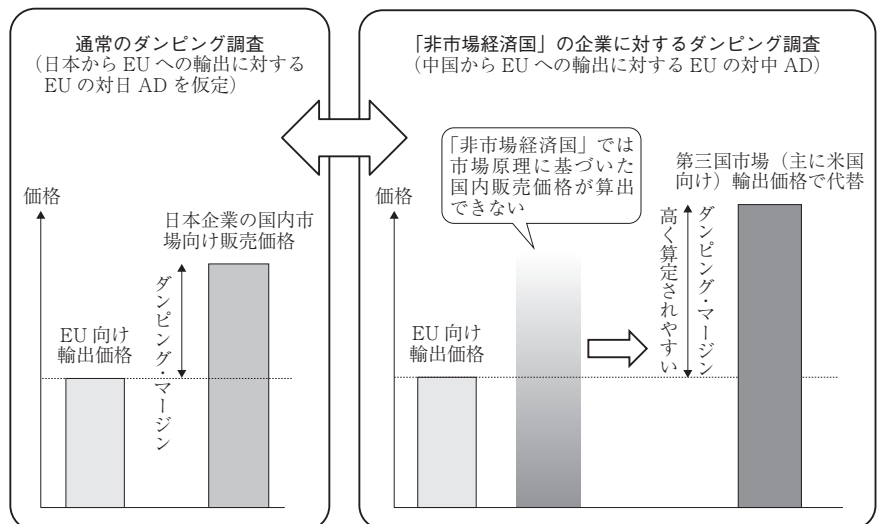 通常のダンピング調査
（日本から EU への輸出に対する
EU の対日 AD を仮定）
価格
日本企業の国内市
場向け販売価格
EU 向け
輸出価格
ダンピング・マージン
「非市場経済国」の企業に対するダンピング調査
（中国から EU への輸出に対する EU の対中 AD）
「非市場経済国」では
市場原理に基づいた
国内販売価格が算出
できない
第三国市場（主に米国
向け）輸出価格で代替
価格
EU 向け
輸出価格
ダンピング・マージン
高く算定されやすい